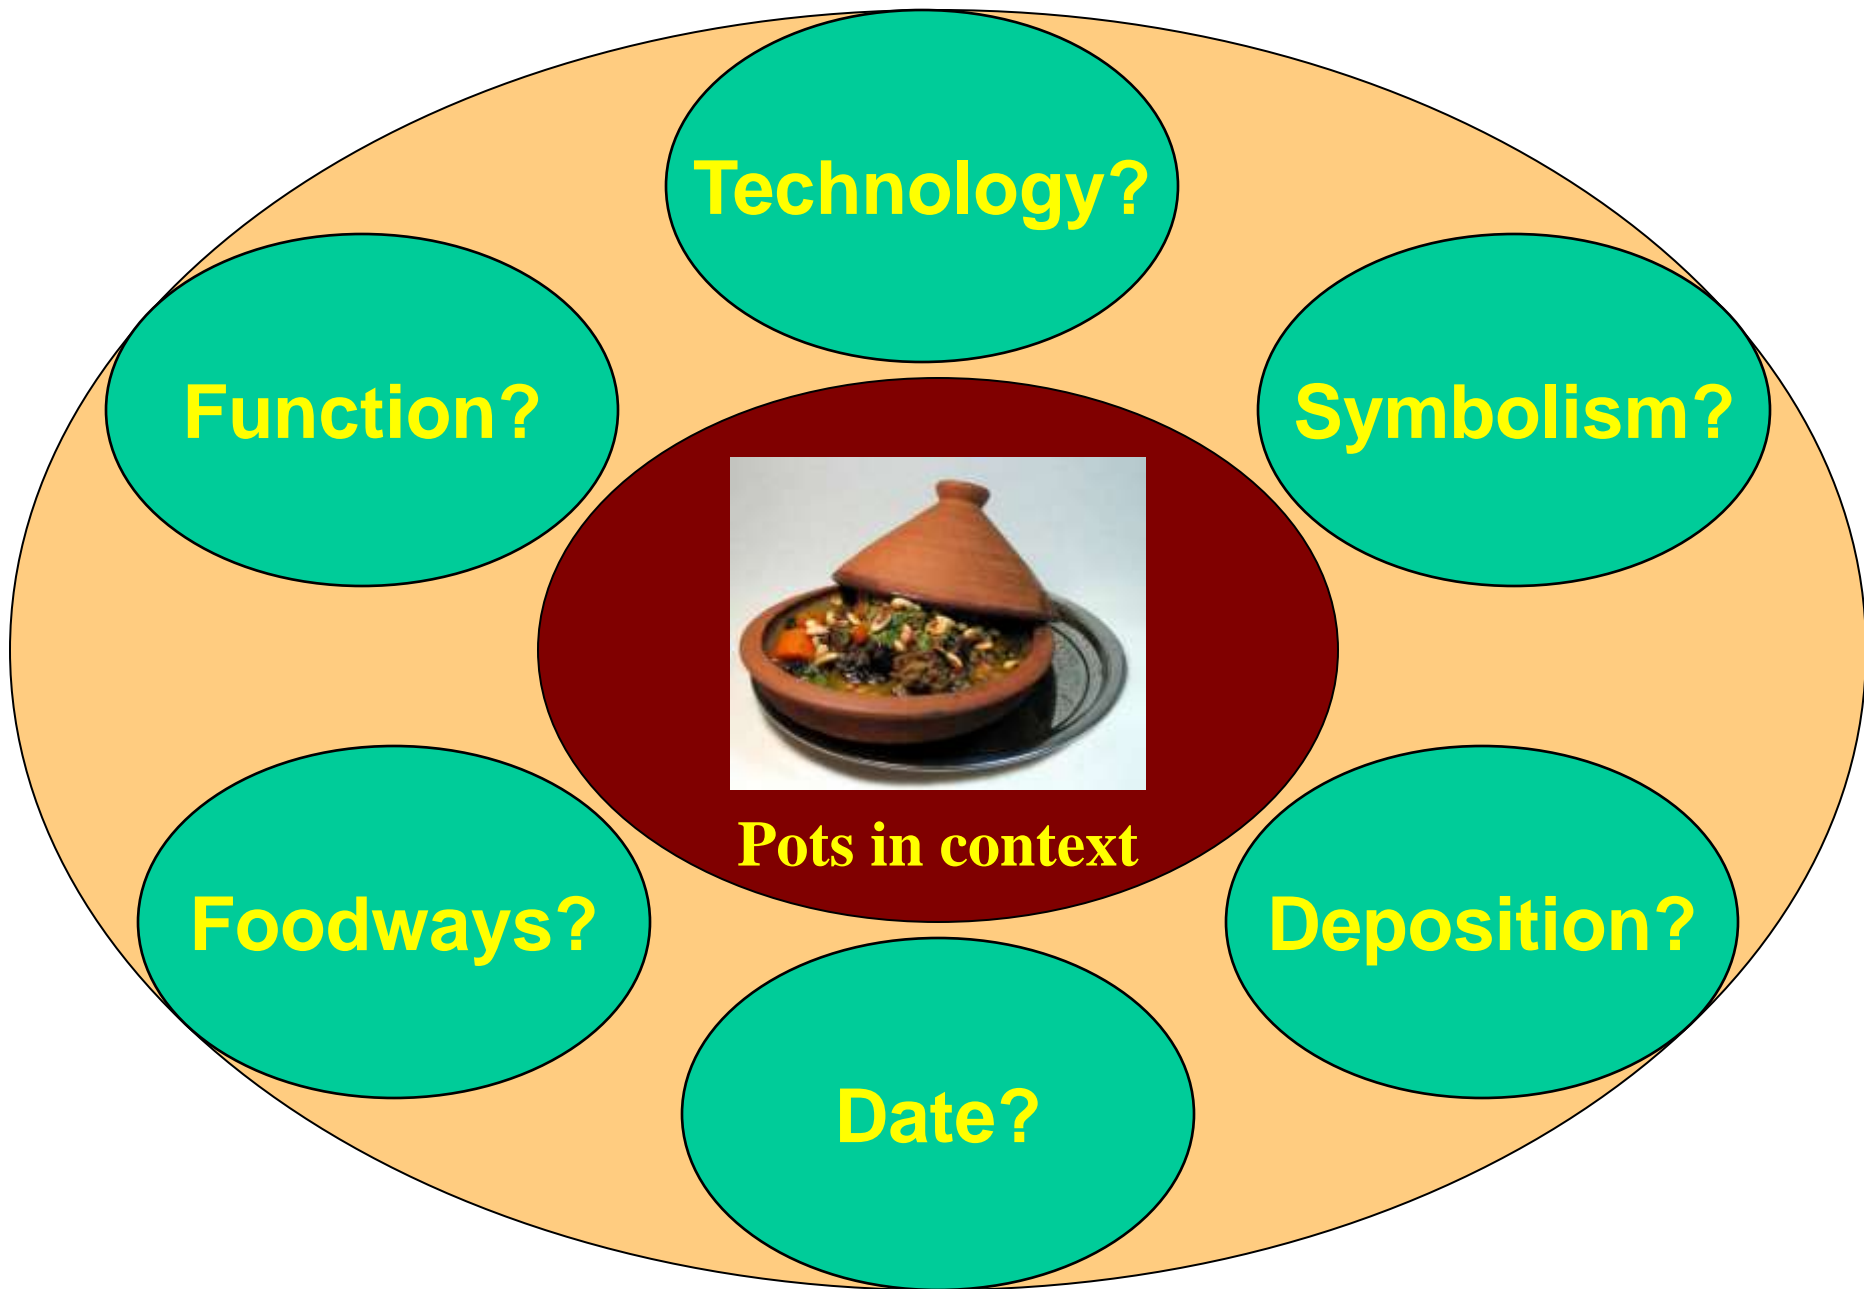 Technology?
Function?
Symbolism?
Pots in context
Foodways?
Deposition?
Date?